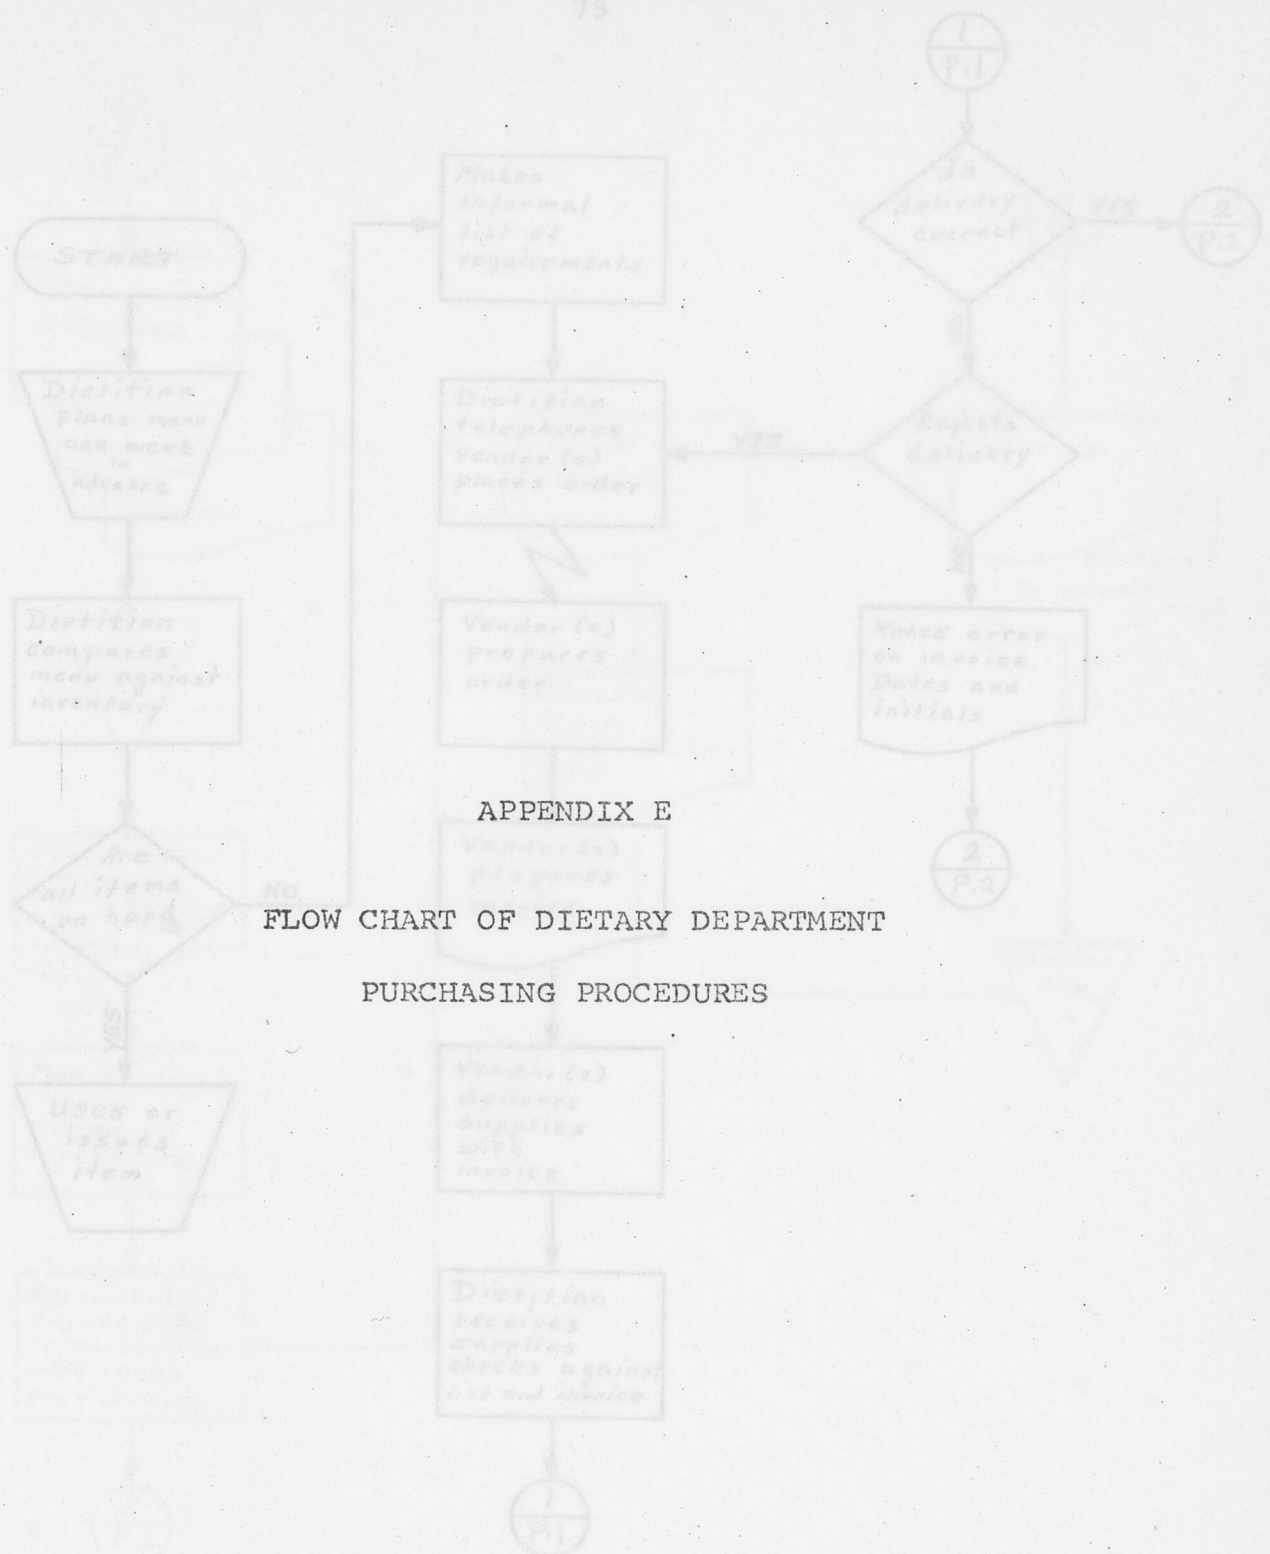 75
1
P.1
START
Dietitian
plans menu
one week
in
advance
Dietitian
compares
menu against
inventory
Are
all items
on hand
NO
YES
Uses or
issues
item
Makes
informal
list of
requirements
Dietitian
telephones
Vendor(s)
places order
Vendor(s)
prepares
order
Vendor(s)
prepares
Vendor(s)
delivers
supplies
with
invoice
Dietitian
receives
supplies
checks against
list and invoice
1
P.1
Is
delivery
correct
YES
2
P.2
NO
delivery
YES
NO
Notes error
on invoice
Dates and
initials
2
P.2
APPENDIX E
FLOW CHART OF DIETARY DEPARTMENT
PURCHASING PROCEDURES